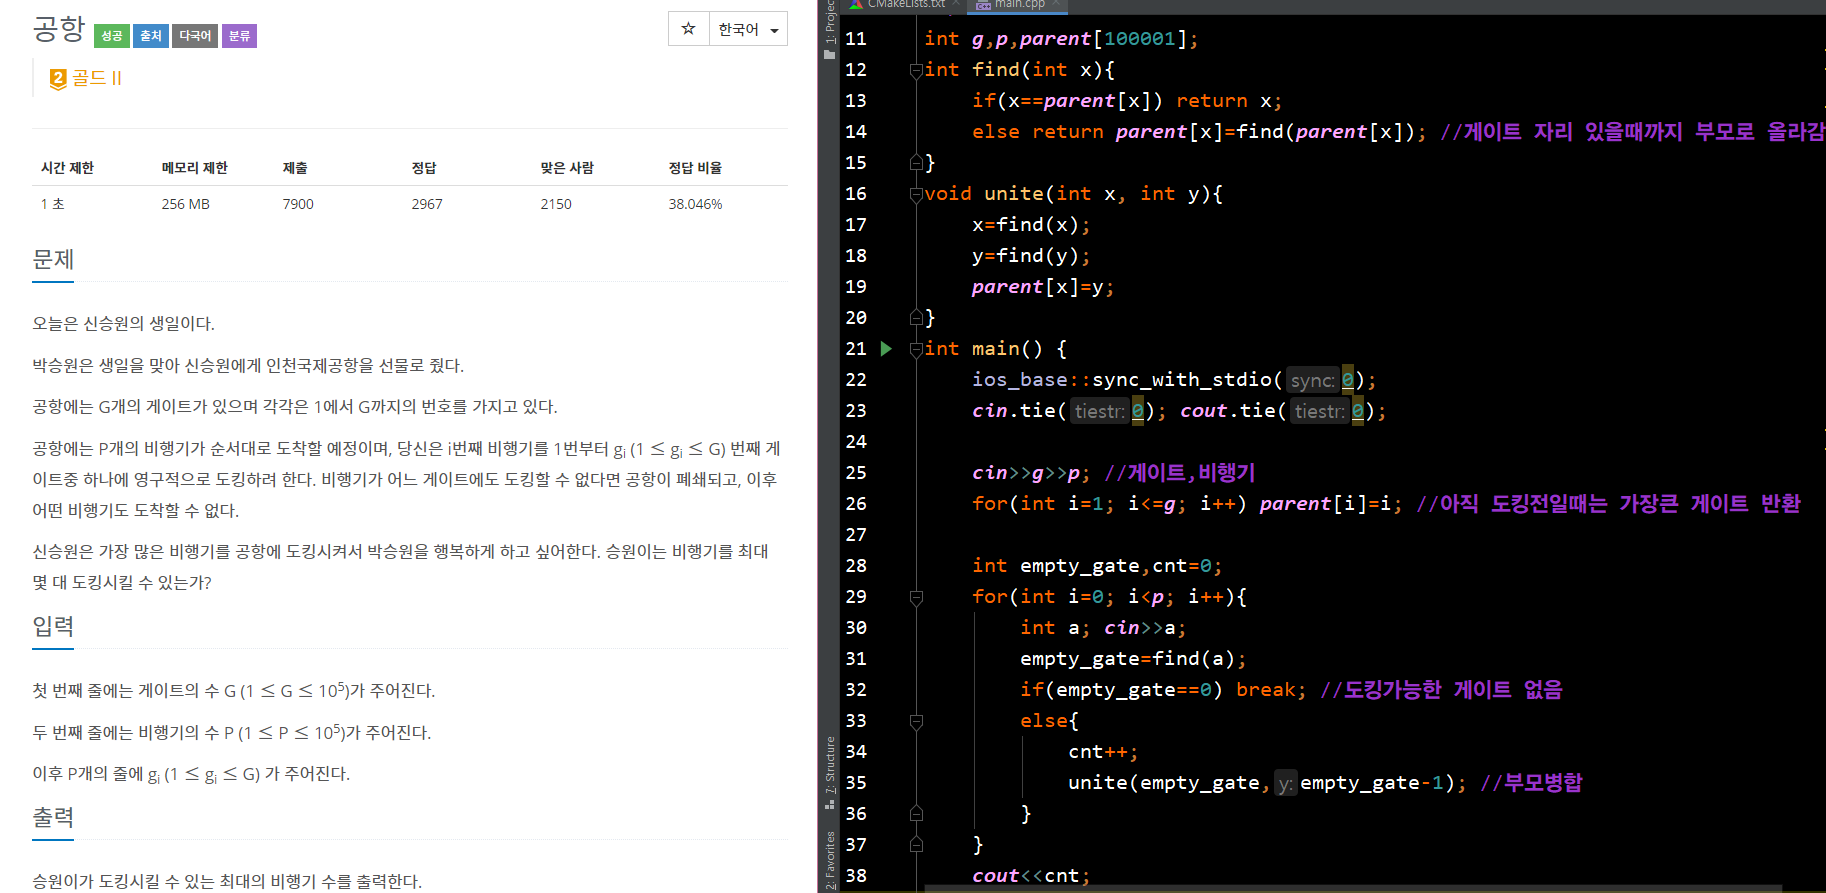 공항 성공 출처 다국어 분류
☆ 한국어
2 골드 II
시간 제한 메모리 제한 제출 정답 맞은 사람 정답 비율
1 초 256 MB 7900 2967 2150 38.046%
문제
오늘은 신승원의 생일이다.
박승원은 생일을 맞아 신승원에게 인천국제공항을 선물로 줬다.
공항에는 G개의 게이트가 있으며 각각은 1에서 G까지의 번호를 가지고 있다.
공항에는 P개의 비행기가 순서대로 도착할 예정이며, 당신은 i번째 비행기를 1번부터 gi (1 ≤ gi ≤ G) 번째 게
이트중 하나에 영구적으로 도킹하려 한다. 비행기가 어느 게이트에도 도킹할 수 없다면 공항이 폐쇄되고, 이후
어떤 비행기도 도착할 수 없다.
신승원은 가장 많은 비행기를 공항에 도킹시켜서 박승원을 행복하게 하고 싶어한다. 승원이는 비행기를 최대
몇 대 도킹시킬 수 있는가?
입력
첫 번째 줄에는 게이트의 수 G (1 ≤ G ≤ 10⁵)가 주어진다.
두 번째 줄에는 비행기의 수 P (1 ≤ P ≤ 10⁵)가 주어진다.
이후 P개의 줄에 gi (1 ≤ gi ≤ G) 가 주어진다.
출력
승원이가 도킹시킬 수 있는 최대의 비행기 수를 출력한다.
CMakeLists.txt main.cpp
1: Projec
7: Structure
2: Favorites
11 int g,p,parent[100001];
12 int find(int x){
13 if(x==parent[x]) return x;
14 else return parent[x]=find(parent[x]); //게이트 자리 있을때까지 부모로 올라감
15 }
16 void unite(int x, int y){
17 x=find(x);
18 y=find(y);
19 parent[x]=y;
20 }
21 int main() {
22 ios_base::sync_with_stdio( sync: 0);
23 cin.tie( tiestr: 0); cout.tie( tiestr: 0);
24
25 cin>>g>>p; //게이트,비행기
26 for(int i=1; i<=g; i++) parent[i]=i; //아직 도킹전일때는 가장큰 게이트 반환
27
28 int empty_gate,cnt=0;
29 for(int i=0; i<p; i++){
30 int a; cin>>a;
31 empty_gate=find(a);
32 if(empty_gate==0) break; //도킹가능한 게이트 없음
33 else{
34 cnt++;
35 unite(empty_gate, y: empty_gate-1); //부모병합
36 }
37 }
38 cout<<cnt;